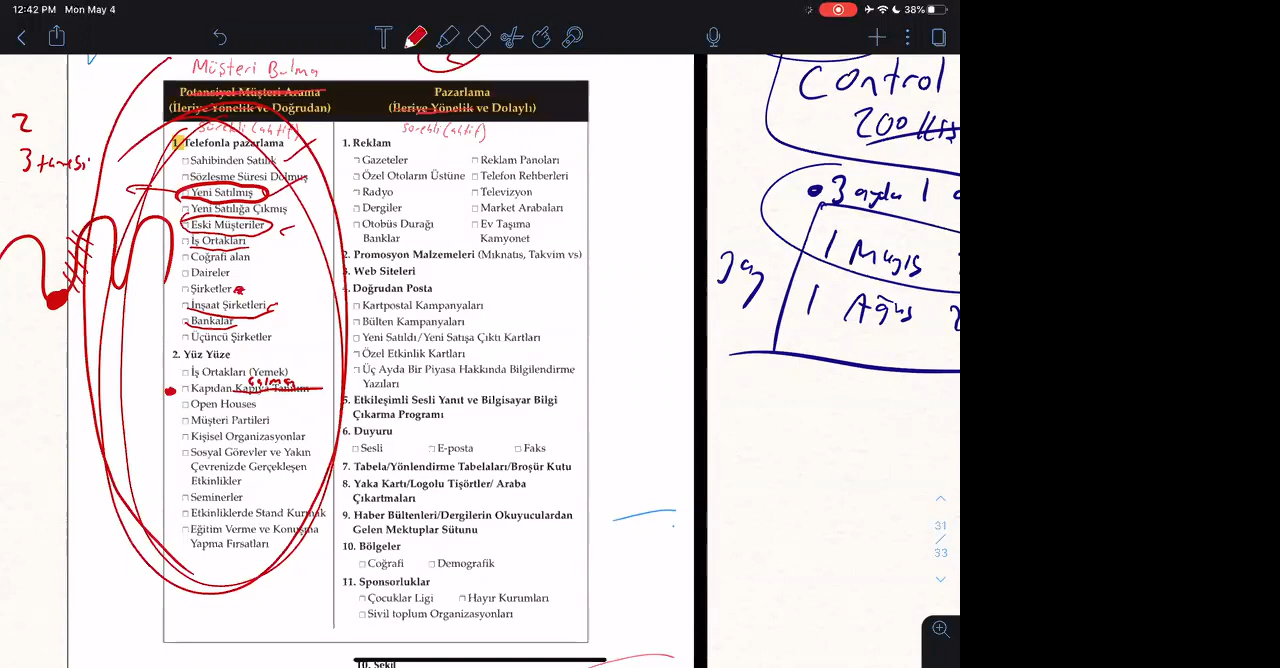 12:42 PM Mon May 4
38%
Müşteri Bulma
Potansiyel Müşteri Arama
(İleriye Yönelik ve Doğrudan)
Pazarlama
(İleriye Yönelik ve Dolaylı)
Sürekli (aktif)
Sürekli (aktif)
2
3 tanesi
1. Telefonla pazarlama
Sahibinden Satılık
Sözleşme Süresi Dolmuş
Yeni Satılmış
Yeni Satılığa Çıkmış
Eski Müşteriler
İş Ortakları
Coğrafi alan
Daireler
Şirketler
İnşaat Şirketleri
Bankalar
Üçüncü Şirketler
2. Yüz Yüze
İş Ortakları (Yemek)
Kapıdan Kapıya Tanıtım
Open Houses
Müşteri Partileri
Kişisel Organizasyonlar
Sosyal Görevler ve Yakın
Çevrenizde Gerçekleşen
Etkinlikler
Seminerler
Etkinliklerde Stand Kurmak
Eğitim Verme ve Konuşma
Yapma Fırsatları
1. Reklam
Gazeteler
Reklam Panoları
Özel Otoların Üstüne
Telefon Rehberleri
Radyo
Televizyon
Dergiler
Market Arabaları
Otobüs Durağı
Banklar
Ev Taşıma
Kamyonet
2. Promosyon Malzemeleri (Mıknatıs, Takvim vs)
3. Web Siteleri
4. Doğrudan Posta
Kartpostal Kampanyaları
Bülten Kampanyaları
Yeni Satıldı/Yeni Satışa Çıktı Kartları
Özel Etkinlik Kartları
Üç Ayda Bir Piyasa Hakkında Bilgilendirme
Yazıları
5. Etkileşimli Sesli Yanıt ve Bilgisayar Bilgi
Çıkarma Programı
6. Duyuru
Sesli
E-posta
Faks
7. Tabela/Yönlendirme Tabelaları/Broşür Kutu
8. Yaka Kartı/Logolu Tişörtler/ Araba
Çıkartmaları
9. Haber Bültenleri/Dergilerin Okuyuculardan
Gelen Mektuplar Sütunu
10. Bölgeler
Coğrafi
Demografik
11. Sponsorluklar
Çocuklar Ligi
Hayır Kurumları
Sivil toplum Organizasyonları
10. Şekil
Control
200
3 ayda 1
1 Mayıs
1 Ağus
31
/
33